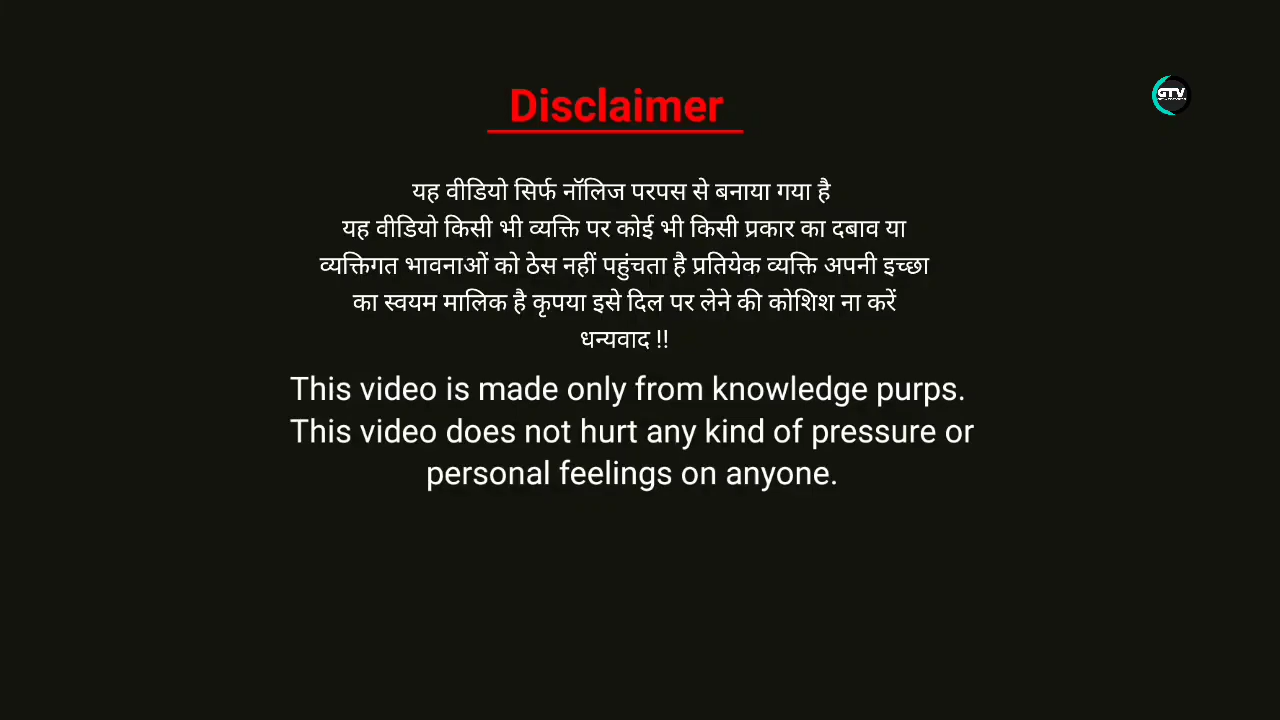 Disclaimer
GTV
यह वीडियो सिर्फ नॉलिज परपस से बनाया गया है
यह वीडियो किसी भी व्यक्ति पर कोई भी किसी प्रकार का दबाव या
व्यक्तिगत भावनाओं को ठेस नहीं पहुंचता है प्रतियेक व्यक्ति अपनी इच्छा
का स्वयम मालिक है कृपया इसे दिल पर लेने की कोशिश ना करें
धन्यवाद !!
This video is made only from knowledge purps.
This video does not hurt any kind of pressure or
personal feelings on anyone.